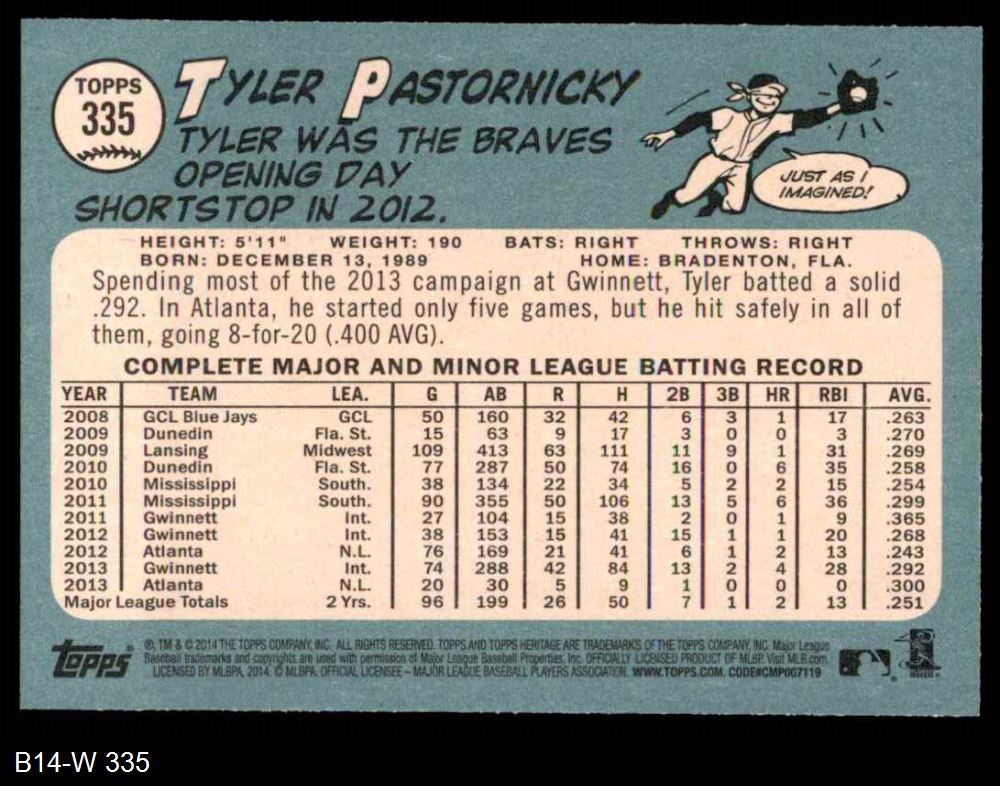 TOPPS
335
TYLER PASTORNICKY
TYLER WAS THE BRAVES
OPENING DAY
SHORTSTOP IN 2012.
JUST AS I
IMAGINED!
HEIGHT: 5'11" WEIGHT: 190 BATS: RIGHT THROWS: RIGHT
BORN: DECEMBER 13, 1989 HOME: BRADENTON, FLA.
Spending most of the 2013 campaign at Gwinnett, Tyler batted a solid
.292. In Atlanta, he started only five games, but he hit safely in all of
them, going 8-for-20 (.400 AVG).
COMPLETE MAJOR AND MINOR LEAGUE BATTING RECORD
YEAR TEAM LEA. G AB R H 2B 3B HR RBI AVG.
2008 GCL Blue Jays GCL 50 160 32 42 6 3 1 17 .263
2009 Dunedin Fla. St. 15 63 9 17 3 0 0 3 .270
2009 Lansing Midwest 109 413 63 111 11 9 1 31 .269
2010 Dunedin Fla. St. 77 287 50 74 16 0 6 35 .258
2010 Mississippi South. 38 134 22 34 5 2 2 15 .254
2011 Mississippi South. 90 355 50 106 13 5 6 36 .299
2011 Gwinnett Int. 27 104 15 38 2 0 1 9 .365
2012 Gwinnett Int. 38 153 15 41 15 1 1 20 .268
2012 Atlanta N.L. 76 169 21 41 6 1 2 13 .243
2013 Gwinnett Int. 74 288 42 84 13 2 4 28 .292
2013 Atlanta N.L. 20 30 5 9 1 0 0 0 .300
Major League Totals 2 Yrs. 96 199 26 50 7 1 2 13 .251
topps
®, TM & © 2014 THE TOPPS COMPANY, INC. ALL RIGHTS RESERVED. TOPPS AND TOPPS HERITAGE ARE TRADEMARKS OF THE TOPPS COMPANY, INC. Major League
Baseball trademarks and copyrights are used with permission of Major League Baseball Properties, Inc. OFFICIALLY LICENSED PRODUCT OF MLBP. Visit MLB.com.
LICENSED BY MLBPA, 2014. © MLBPA. OFFICIAL LICENSEE – MAJOR LEAGUE BASEBALL PLAYERS ASSOCIATION. WWW.TOPPS.COM. CODE#CMP007119
B14-W 335